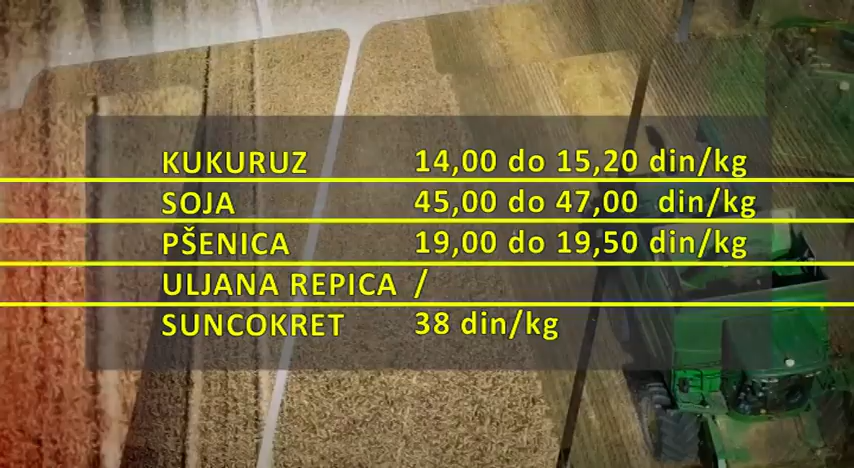 KUKURUZ 14,00 do 15,20 din/kg
SOJA 45,00 do 47,00 din/kg
PŠENICA 19,00 do 19,50 din/kg
ULJANA REPICA /
SUNCOKRET 38 din/kg